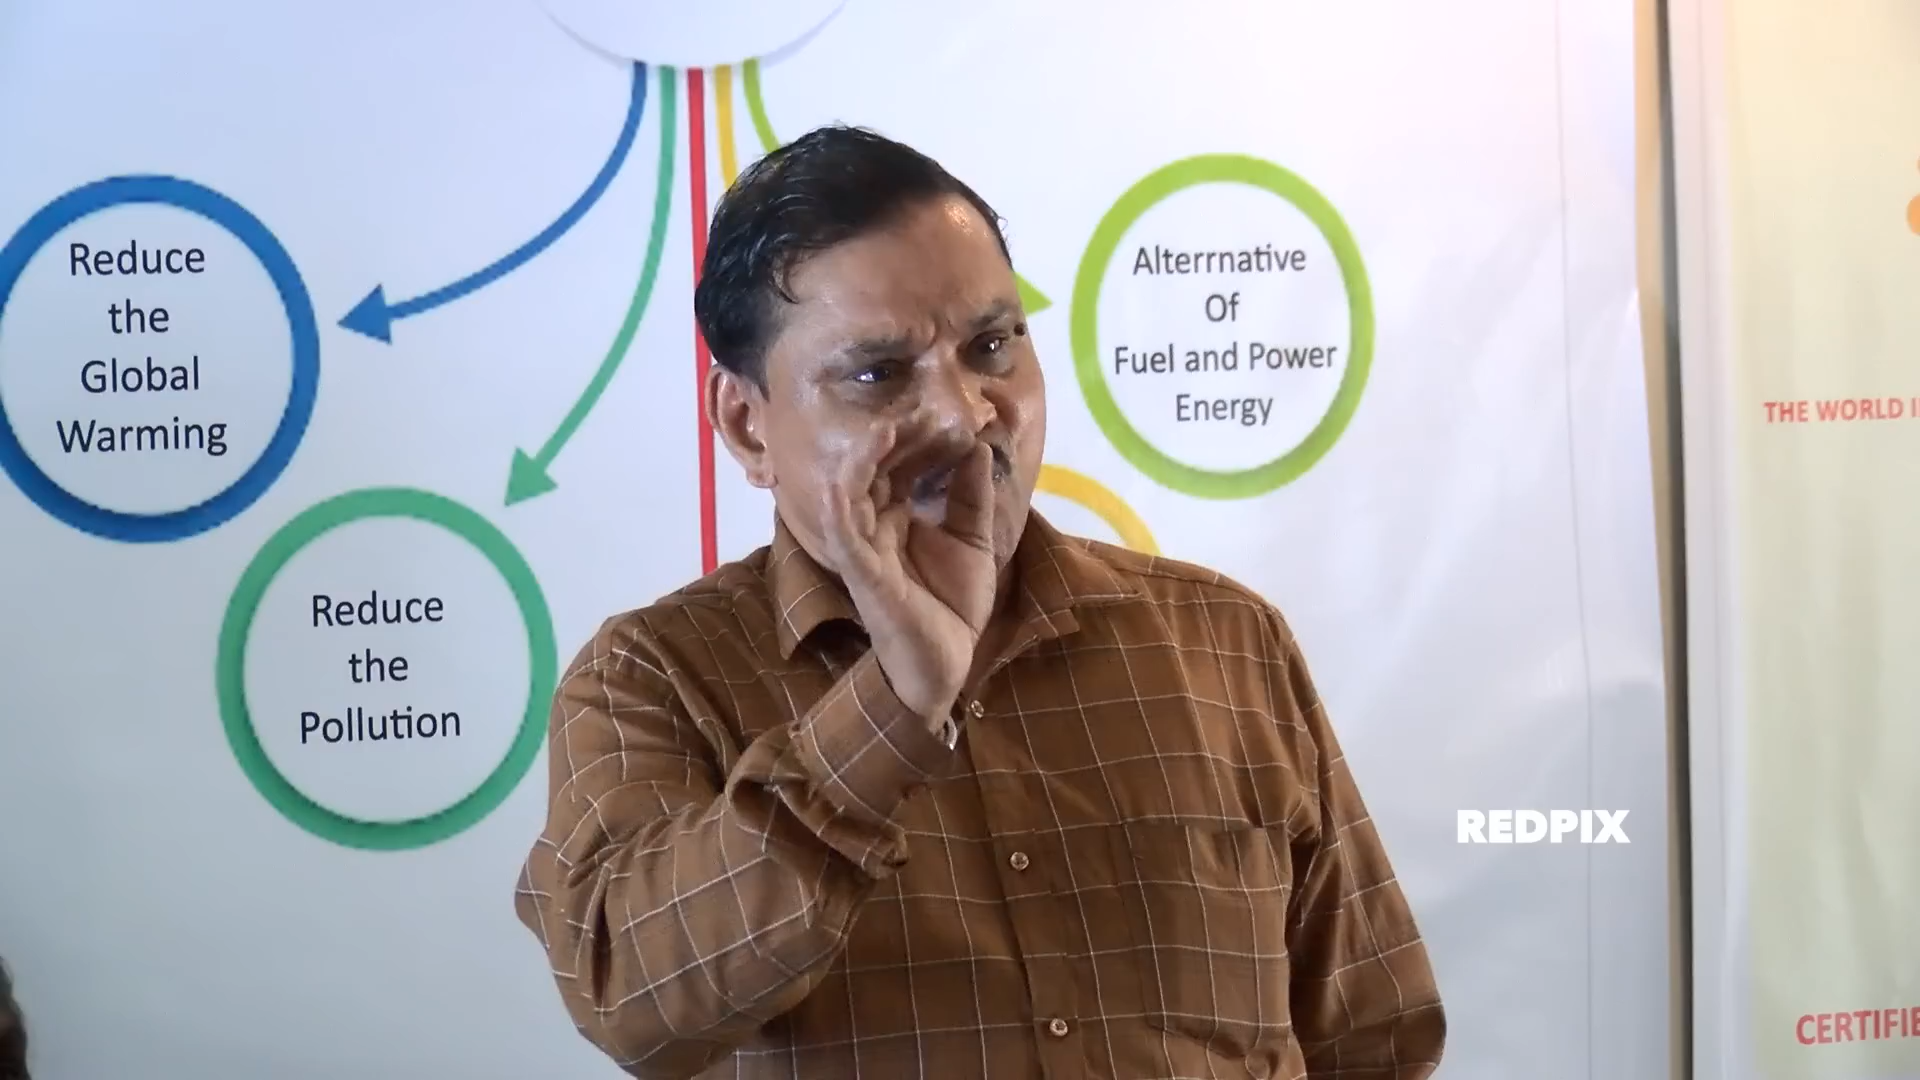 Reduce
the
Global
Warming
Reduce
the
Pollution
Alterrnative
Of
Fuel and Power
Energy
THE WORLD
CERTIFIE
REDPIX